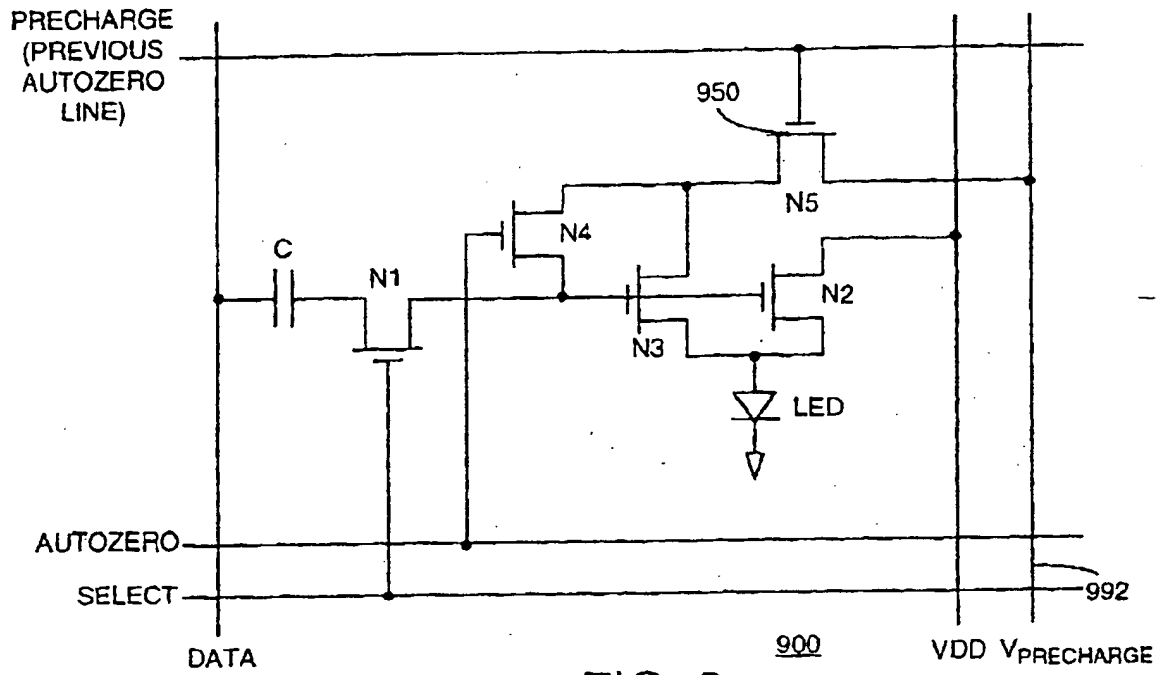 PRECHARGE
(PREVIOUS
AUTOZERO
LINE)
950
N5
N4
C
N1
N2
N3
LED
AUTOZERO
SELECT
992
DATA
900
VDD
VPRECHARGE